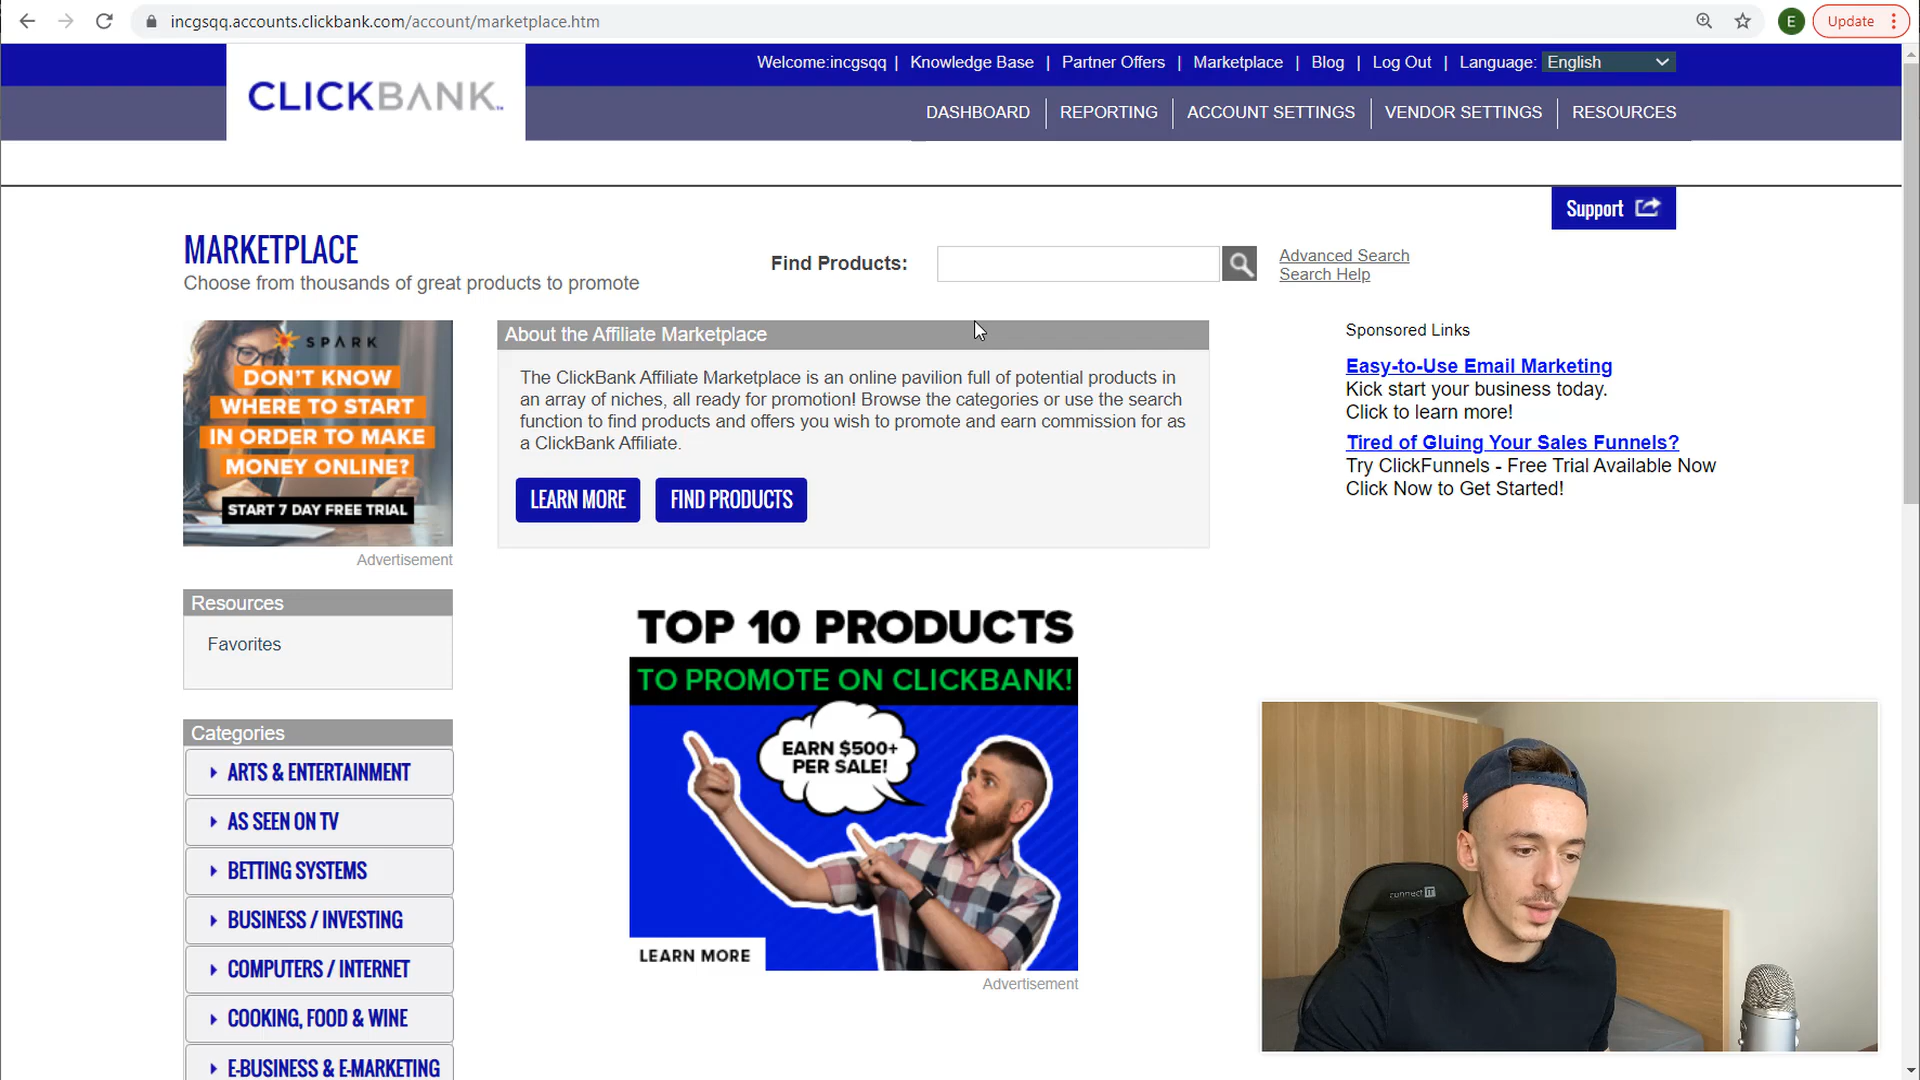 incgsqq.accounts.clickbank.com/account/marketplace.htm
E
Update
Welcome:incgsqq | Knowledge Base | Partner Offers | Marketplace | Blog | Log Out | Language: English
CLICKBANK
DASHBOARD | REPORTING | ACCOUNT SETTINGS | VENDOR SETTINGS | RESOURCES
Support
MARKETPLACE
Choose from thousands of great products to promote
Find Products:
Advanced Search
Search Help
SPARK
DON'T KNOW
WHERE TO START
IN ORDER TO MAKE
MONEY ONLINE?
START 7 DAY FREE TRIAL
Advertisement
About the Affiliate Marketplace
The ClickBank Affiliate Marketplace is an online pavilion full of potential products in
an array of niches, all ready for promotion! Browse the categories or use the search
function to find products and offers you wish to promote and earn commission for as
a ClickBank Affiliate.
LEARN MORE
FIND PRODUCTS
Sponsored Links
Easy-to-Use Email Marketing
Kick start your business today.
Click to learn more!
Tired of Gluing Your Sales Funnels?
Try ClickFunnels - Free Trial Available Now
Click Now to Get Started!
Resources
Favorites
Categories
ARTS & ENTERTAINMENT
AS SEEN ON TV
BETTING SYSTEMS
BUSINESS / INVESTING
COMPUTERS / INTERNET
COOKING, FOOD & WINE
E-BUSINESS & E-MARKETING
TOP 10 PRODUCTS
TO PROMOTE ON CLICKBANK!
EARN $500+
PER SALE!
LEARN MORE
Advertisement
connect IT